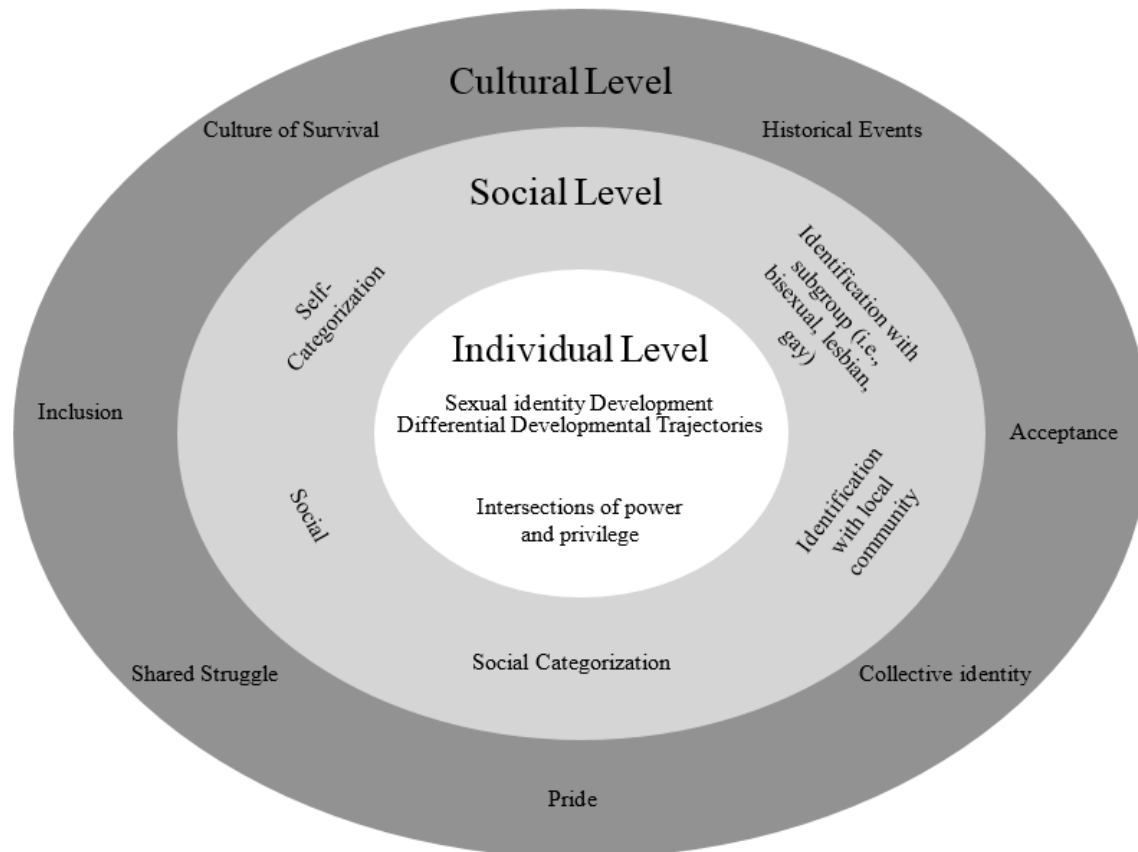 Cultural Level
Culture of Survival
Historical Events
Inclusion
Acceptance
Shared Struggle
Collective identity
Pride
Social Level
Self-
Categorization
Identification with
subgroup (i.e.,
bisexual, lesbian,
gay)
Social
Identification
with local
community
Social Categorization
Individual Level
Sexual identity Development
Differential Developmental Trajectories
Intersections of power
and privilege